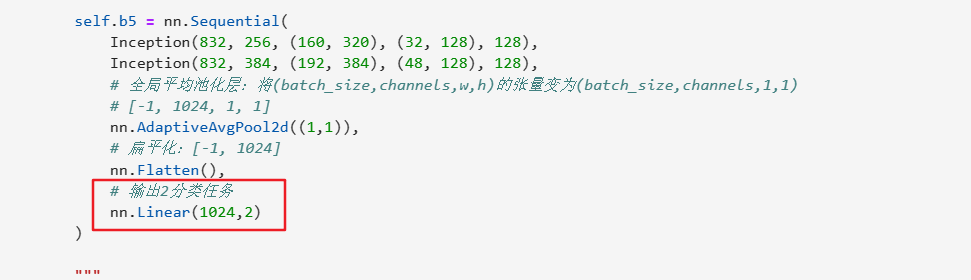 self.b5 = nn.Sequential(
Inception(832, 256, (160, 320), (32, 128), 128),
Inception(832, 384, (192, 384), (48, 128), 128),
# 全局平均池化层: 将(batch_size,channels,w,h)的张量变为(batch_size,channels,1,1)
# [-1, 1024, 1, 1]
nn.AdaptiveAvgPool2d((1,1)),
# 扁平化: [-1, 1024]
nn.Flatten(),
# 输出2分类任务
nn.Linear(1024,2)
)
"""